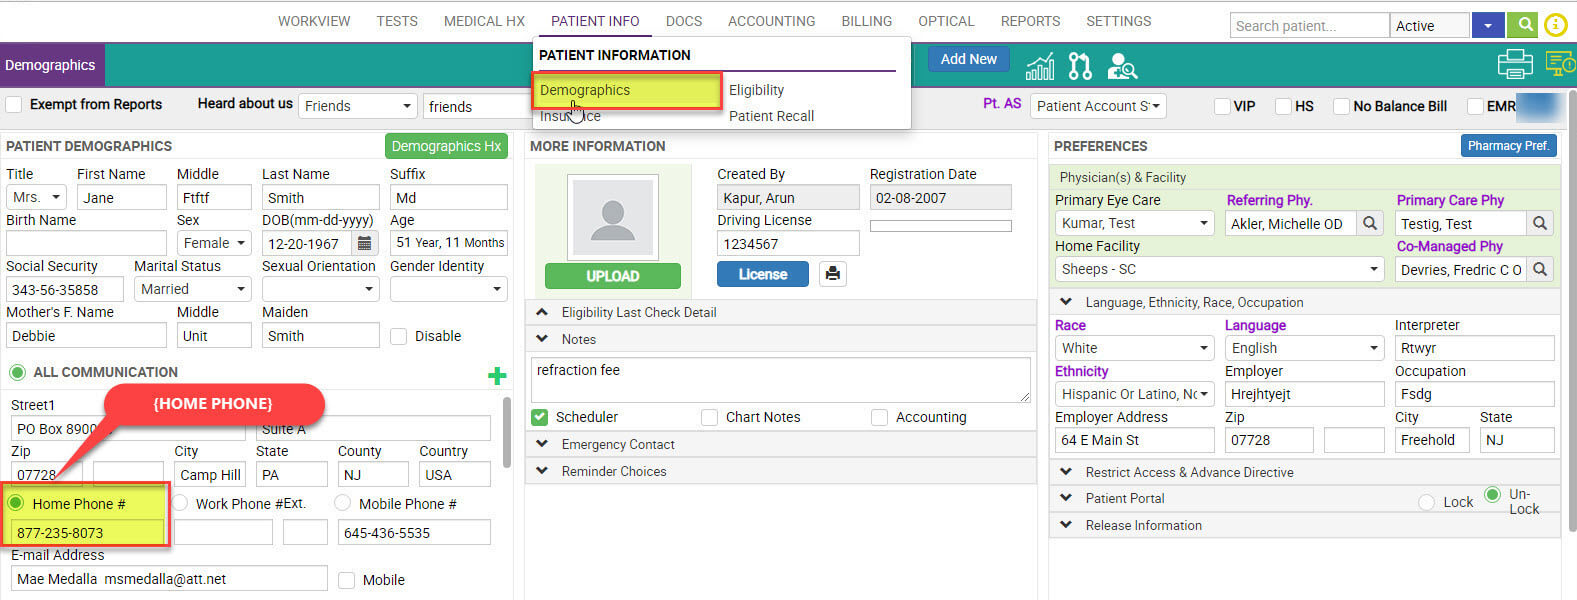 WORKVIEW TESTS MEDICAL HX PATIENT INFO DOCS ACCOUNTING BILLING OPTICAL REPORTS SETTINGS Search patient... Active
PATIENT INFORMATION
Demographics Eligibility
Patient Recall
Demographics
Add New
Exempt from Reports Heard about us Friends friends Pt. AS Patient Account S VIP HS No Balance Bill EMR
PATIENT DEMOGRAPHICS Demographics Hx
Title First Name Middle Last Name Suffix
Mrs. Jane Ftftf Smith Md
Birth Name Sex DOB(mm-dd-yyyy) Age
Female 12-20-1967 51 Year, 11 Months
Social Security Marital Status Sexual Orientation Gender Identity
343-56-35858 Married
Mother's F. Name Middle Maiden
Debbie Unit Smith Disable
ALL COMMUNICATION
{HOME PHONE}
Street1
PO Box 8900 Suite A
Zip City State County Country
07728 Camp Hill PA NJ USA
Home Phone # Work Phone # Ext. Mobile Phone #
877-235-8073 645-436-5535
E-mail Address
Mae Medalla msmedalla@att.net Mobile
MORE INFORMATION
Created By Registration Date
Kapur, Arun 02-08-2007
Driving License
1234567
UPLOAD License
Eligibility Last Check Detail
Notes
refraction fee
Scheduler Chart Notes Accounting
Emergency Contact
Reminder Choices
PREFERENCES Pharmacy Pref.
Physician(s) & Facility
Primary Eye Care Referring Phy. Primary Care Phy
Kumar, Test Akler, Michelle OD Testig, Test
Home Facility Co-Managed Phy
Sheeps - SC Devries, Fredric C O
Language, Ethnicity, Race, Occupation
Race Language Interpreter
White English Rtwyr
Ethnicity Employer Occupation
Hispanic Or Latino, Nc Hrejhtyejt Fsdg
Employer Address Zip City State
64 E Main St 07728 Freehold NJ
Restrict Access & Advance Directive
Patient Portal Lock Un-
Lock
Release Information